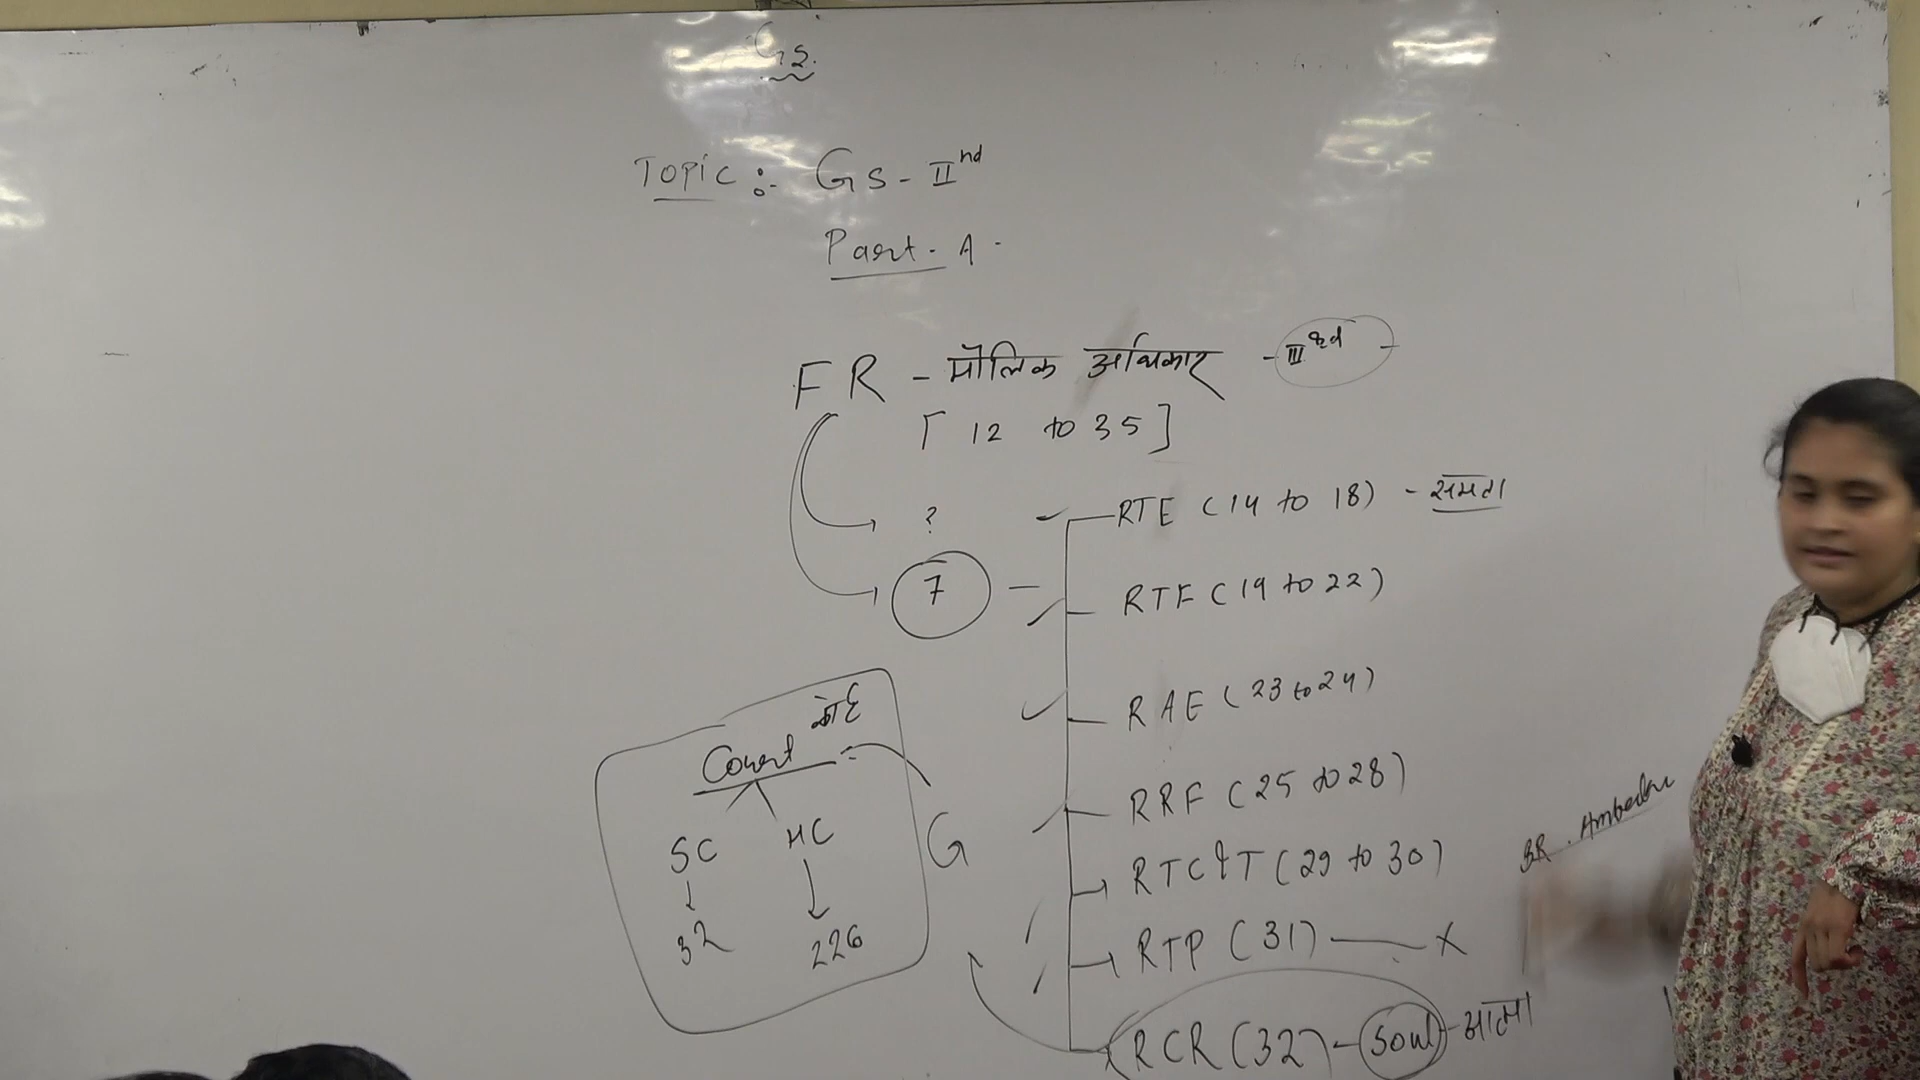 GS.
Topic :- GS - IInd
Part - A.
FR - मौलिक अधिकार - III
[ 12 to 35 ]
?
7
RTE (14 to 18) - समता
RTF (19 to 22)
RAE (23 to 24)
RRF (25 to 28)
RTC&T (29 to 30)
RTP (31) — X
RCR (32) - Soul - आत्मा
BR. Ambedkar
कोर्ट
Court
SC HC
32 226
G